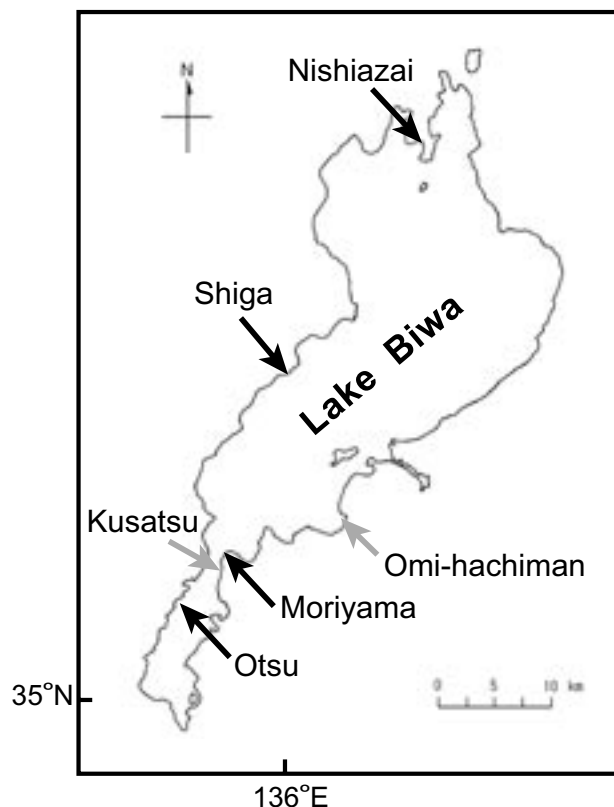 Nishiazai
N
Shiga
Lake Biwa
Kusatsu
Omi-hachiman
Moriyama
Otsu
35°N
0 5 10 km
136°E